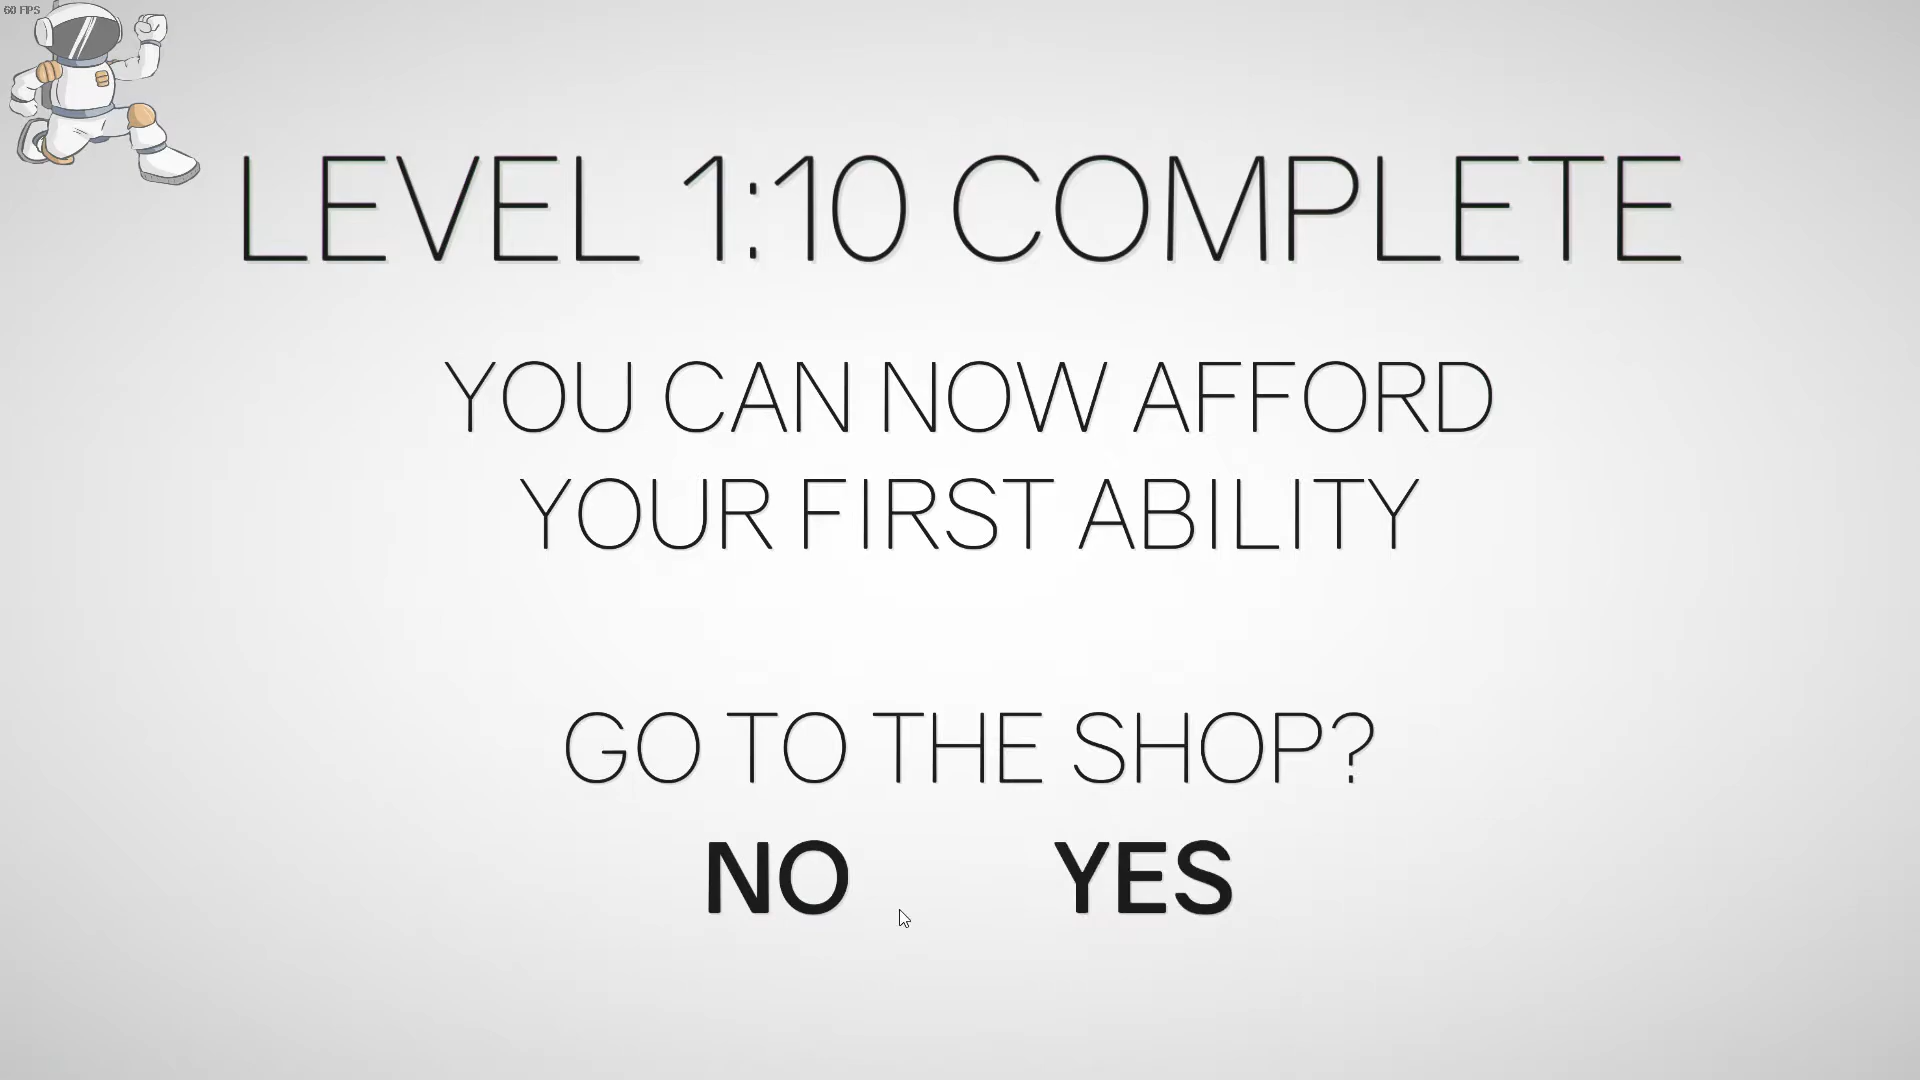 60 FPS
LEVEL 1:10 COMPLETE
YOU CAN NOW AFFORD
YOUR FIRST ABILITY
GO TO THE SHOP?
NO YES